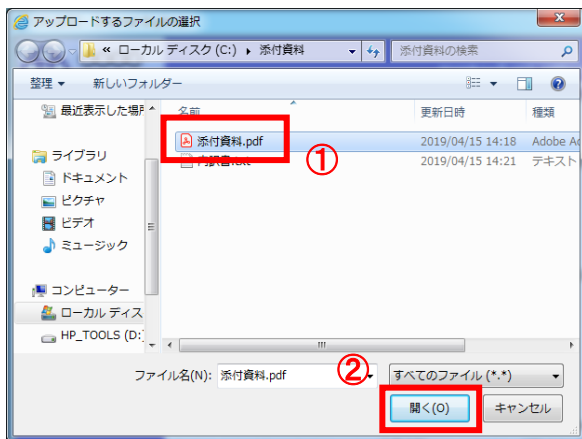 アップロードするファイルの選択
« ローカル ディスク (C:) 添付資料 添付資料の検索
整理 新しいフォルダー
最近表示した場所
名前 更新日時 種類
添付資料.pdf 2019/04/15 14:18 Adobe Ac
①
2019/04/15 14:21 テキスト
ライブラリ
ドキュメント
ピクチャ
ビデオ
ミュージック
コンピューター
ローカル ディス
HP_TOOLS (D:
ファイル名(N): 添付資料.pdf ② すべてのファイル (*.*)
開く(O) キャンセル